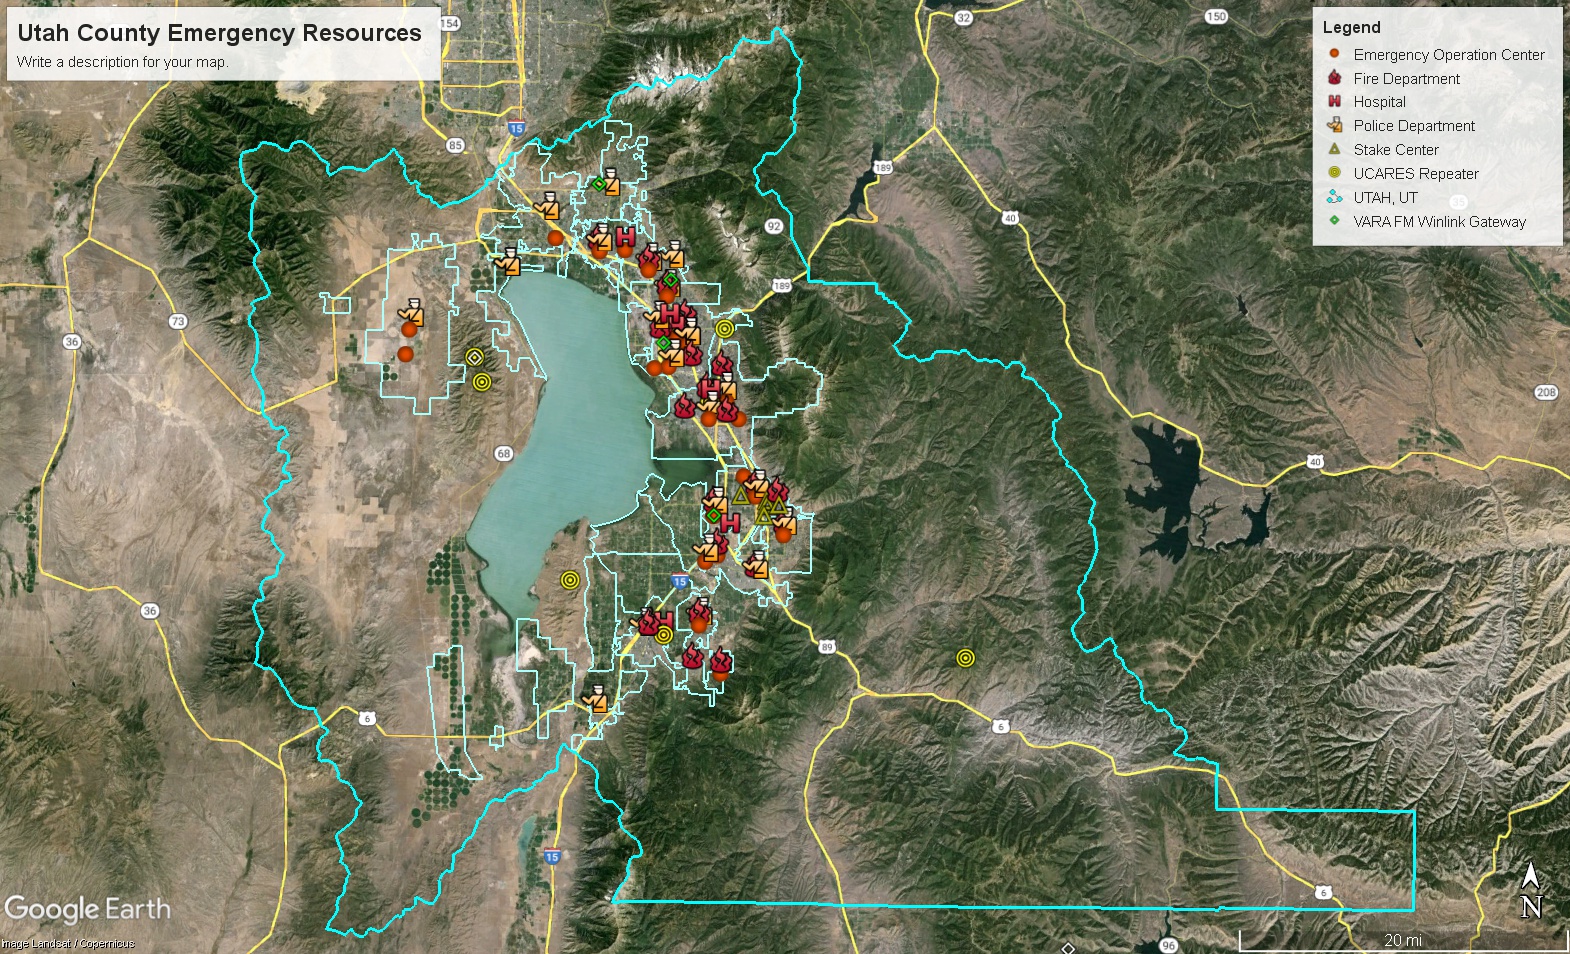 Utah County Emergency Resources
Write a description for your map.
Legend
Emergency Operation Center
Fire Department
Hospital
Police Department
Stake Center
UCARES Repeater
UTAH, UT
VARA FM Winlink Gateway
154
32
150
15
85
189
35
40
92
189
73
36
208
68
40
15
36
89
6
6
15
6
96
Google Earth
Image Landsat / Copernicus
N
20 mi